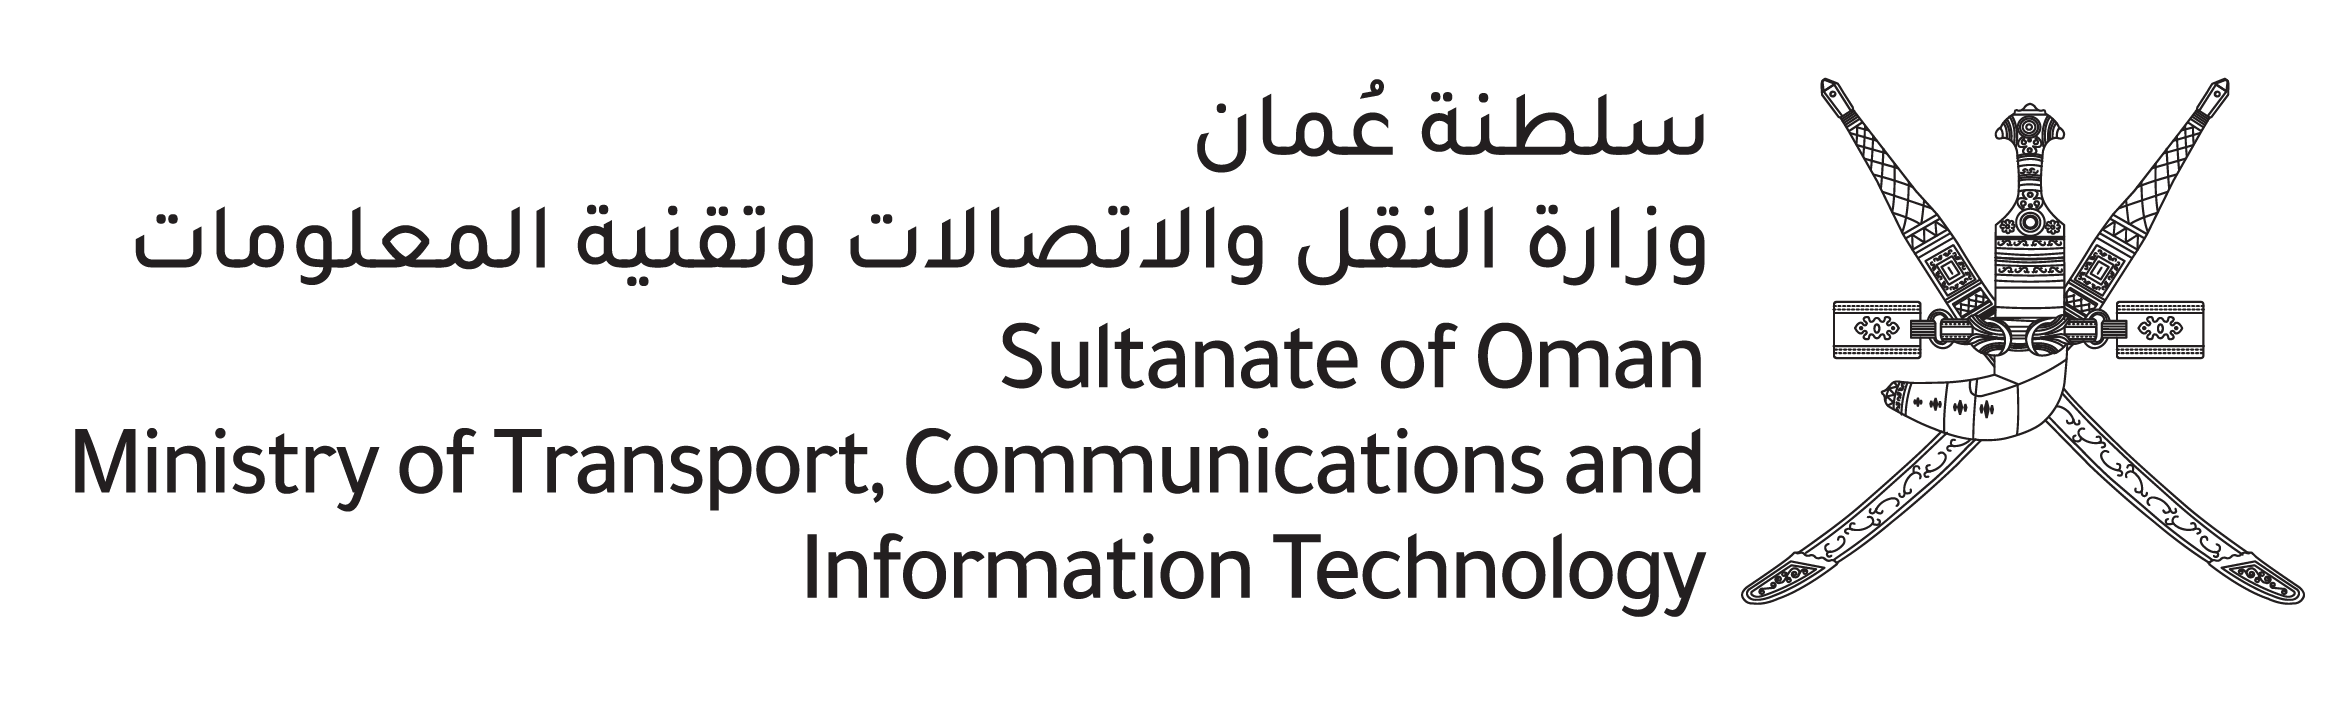 سلطنة عُمان
وزارة النقل والاتصالات وتقنية المعلومات
Sultanate of Oman
Ministry of Transport, Communications and
Information Technology